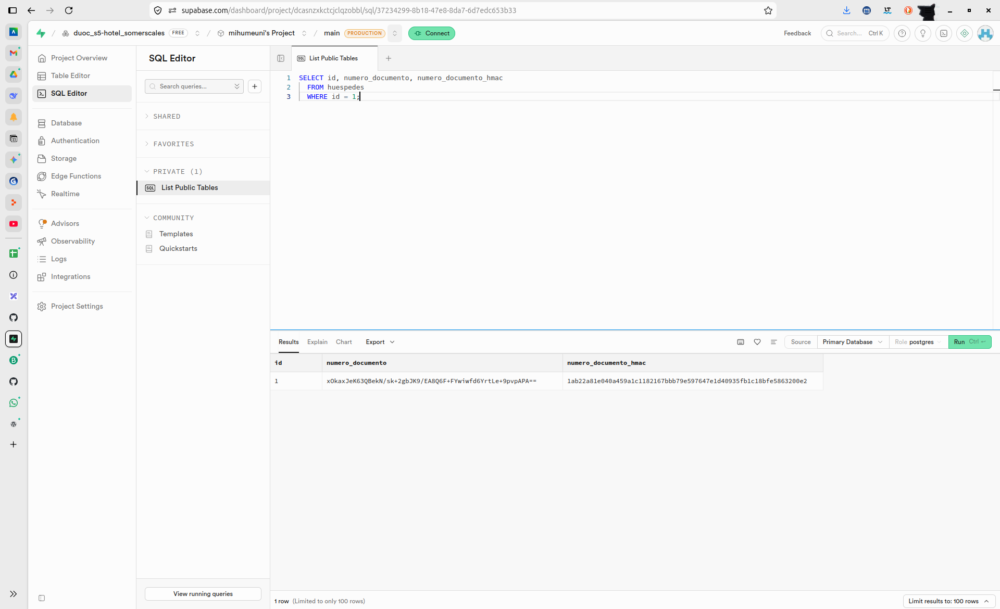 supabase.com/dashboard/project/dcasnzxkctcjclqzobbl/sql/37234299-8b18-47e8-8da7-6d7edc653b33
duoc_s5-hotel_somerscales FREE / mihumeuni's Project / main PRODUCTION Connect
Feedback Search... Ctrl K
Project Overview
Table Editor
SQL Editor
Database
Authentication
Storage
Edge Functions
Realtime
Advisors
Observability
Logs
Integrations
Project Settings
SQL Editor
Search queries...
SHARED
FAVORITES
PRIVATE (1)
SQL List Public Tables
COMMUNITY
Templates
Quickstarts
View running queries
SQL List Public Tables
1 SELECT id, numero_documento, numero_documento_hmac
2 FROM huespedes
3 WHERE id = 1;
Results Explain Chart Export
Source Primary Database Role postgres Run Ctrl
id numero_documento numero_documento_hmac
1 xOkaxJeK63QBekN/sk+2gbJK9/EA8Q6F+FYwiwfd6YrtLe+9pvpAPA== 1ab22a81e040a459a1c1182167bbb79e597647e1d40935fb1c18bfe5863200e2
1 row (Limited to only 100 rows)
Limit results to: 100 rows